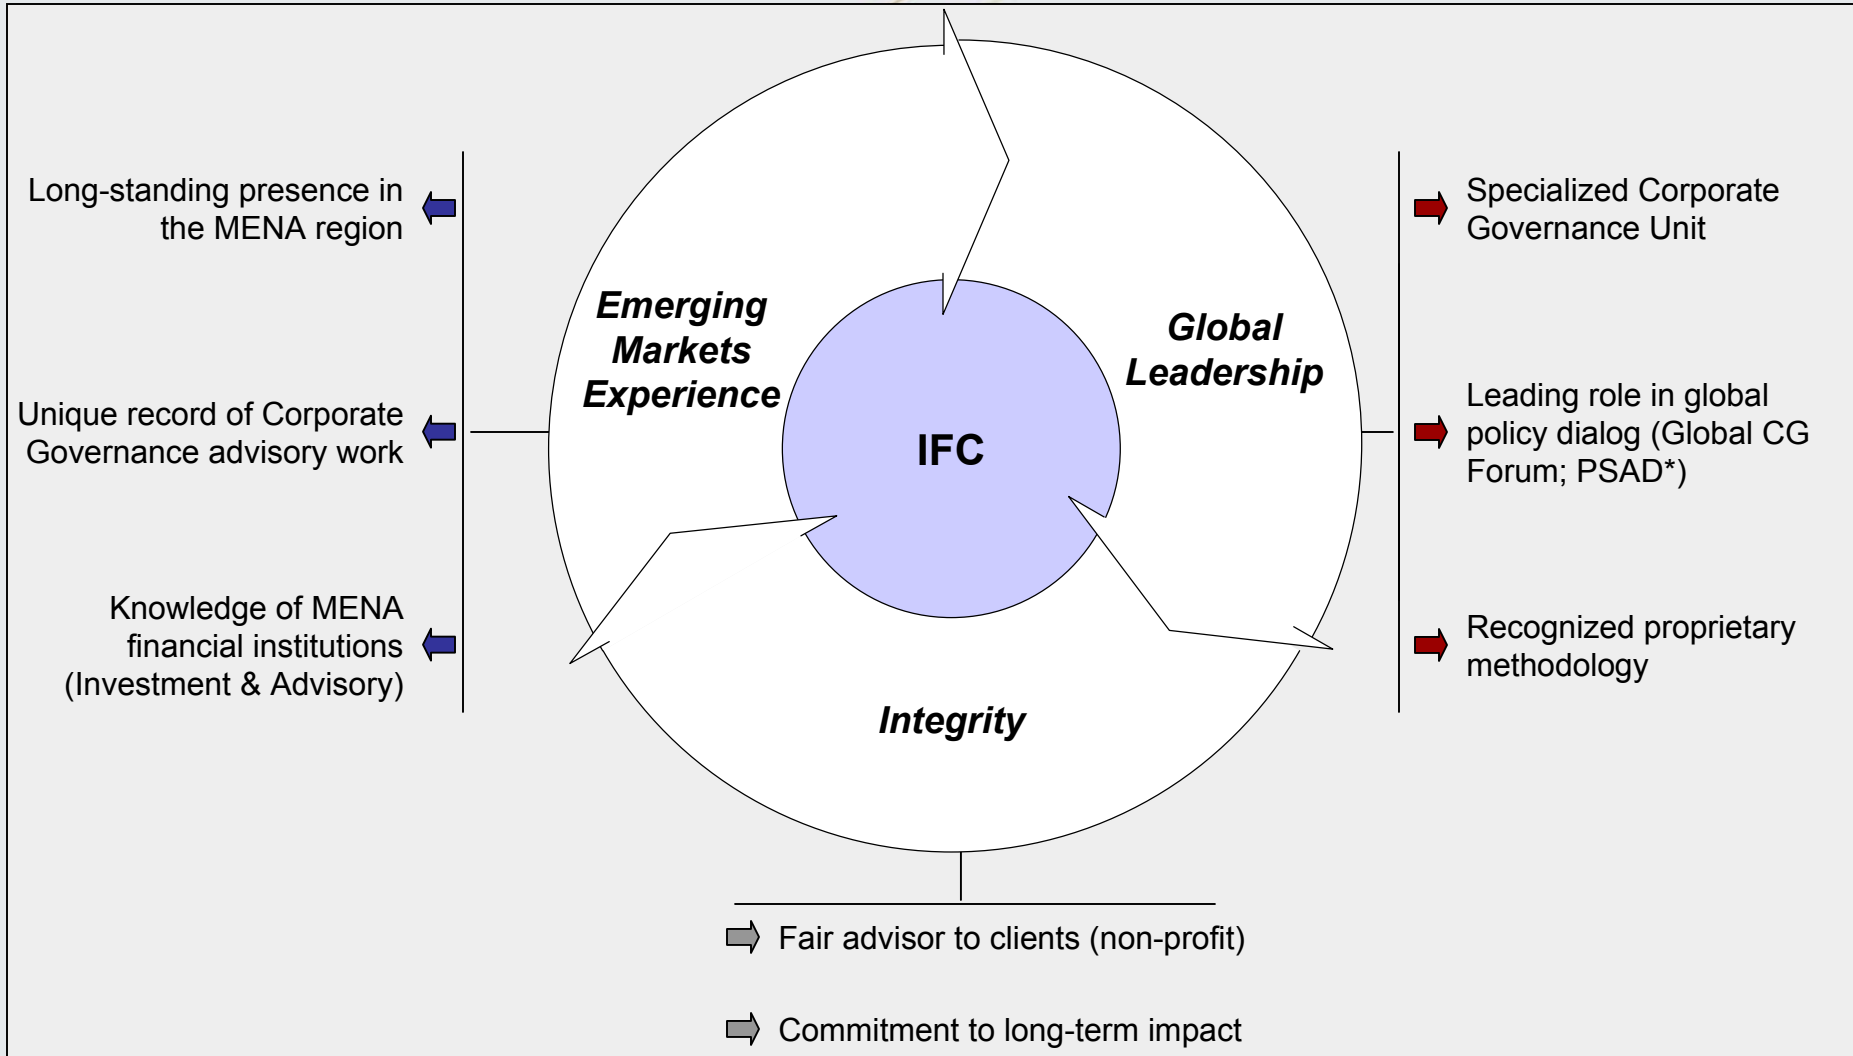 Long-standing presence in
the MENA region
Unique record of Corporate
Governance advisory work
Knowledge of MENA
financial institutions
(Investment & Advisory)
Emerging
Markets
Experience
IFC
Global
Leadership
Integrity
Specialized Corporate
Governance Unit
Leading role in global
policy dialog (Global CG
Forum; PSAD*)
Recognized proprietary
methodology
Fair advisor to clients (non-profit)
Commitment to long-term impact